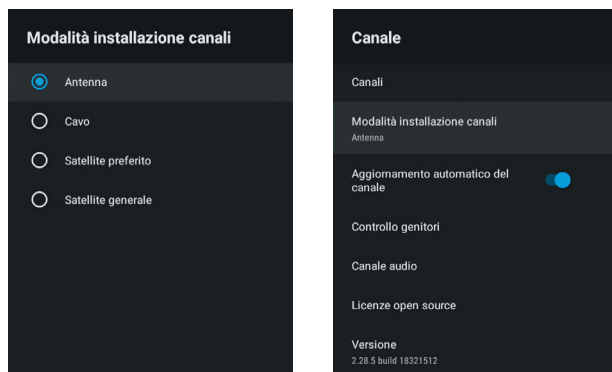 Modalità installazione canali
Antenna
Cavo
Satellite preferito
Satellite generale
Canale
Canali
Modalità installazione canali
Antenna
Aggiornamento automatico del
canale
Controllo genitori
Canale audio
Licenze open source
Versione
2.28.5 build 18321512